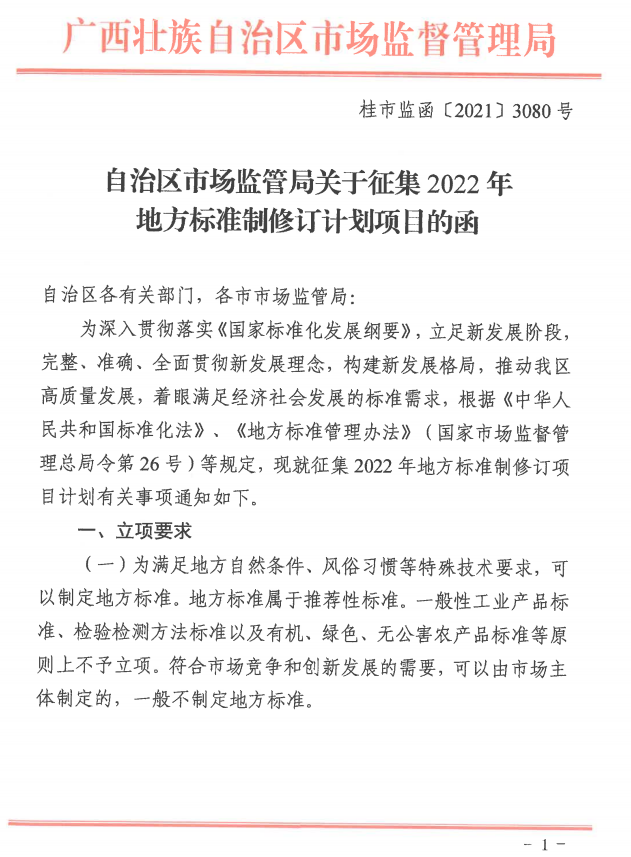 广西壮族自治区市场监督管理局
桂市监函〔2021〕3080号
自治区市场监管局关于征集2022年
地方标准制修订计划项目的函
自治区各有关部门，各市市场监管局：
为深入贯彻落实《国家标准化发展纲要》，立足新发展阶段，
完整、准确、全面贯彻新发展理念，构建新发展格局，推动我区
高质量发展，着眼满足经济社会发展的标准需求，根据《中华人
民共和国标准化法》、《地方标准管理办法》（国家市场监督管
理总局令第26号）等规定，现就征集2022年地方标准制修订项
目计划有关事项通知如下。
一、立项要求
（一）为满足地方自然条件、风俗习惯等特殊技术要求，可
以制定地方标准。地方标准属于推荐性标准。一般性工业产品标
准、检验检测方法标准以及有机、绿色、无公害农产品标准等原
则上不予立项。符合市场竞争和创新发展的需要，可以由市场主
体制定的，一般不制定地方标准。
- 1 -